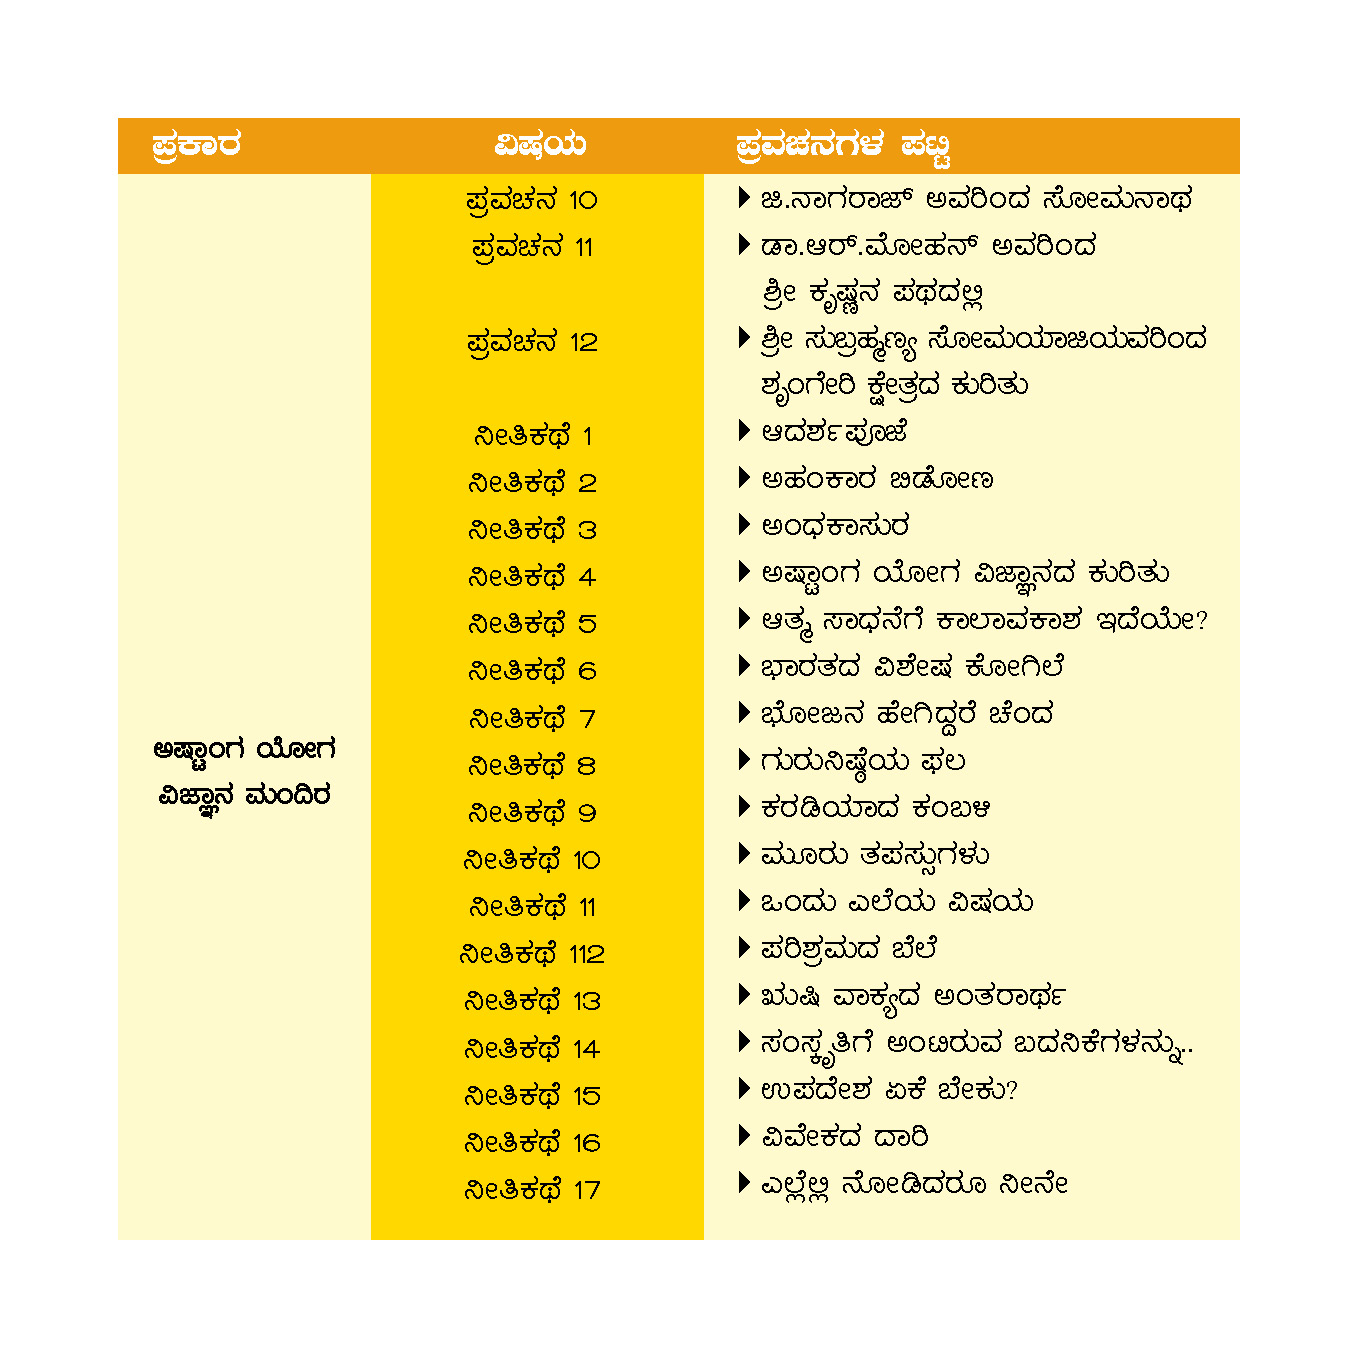 ಪ್ರಕಾರ ವಿಷಯ ಪ್ರವಚನಗಳ ಪಟ್ಟಿ
ಪ್ರವಚನ 10 ಜಿ.ನಾಗರಾಜ್ ಅವರಿಂದ ಸೋಮನಾಥ
ಪ್ರವಚನ 11 ಡಾ.ಆರ್.ಮೋಹನ್ ಅವರಿಂದ
ಶ್ರೀ ಕೃಷ್ಣನ ಪಥದಲ್ಲಿ
ಪ್ರವಚನ 12 ಶ್ರೀ ಸುಬ್ರಹ್ಮಣ್ಯ ಸೋಮಯಾಜಿಯವರಿಂದ
ಶೃಂಗೇರಿ ಕ್ಷೇತ್ರದ ಕುರಿತು
ನೀತಿಕಥೆ 1 ಆದರ್ಶಪೂಜೆ
ನೀತಿಕಥೆ 2 ಅಹಂಕಾರ ಬಿಡೋಣ
ನೀತಿಕಥೆ 3 ಅಂಧಕಾಸುರ
ನೀತಿಕಥೆ 4 ಅಷ್ಟಾಂಗ ಯೋಗ ವಿಜ್ಞಾನದ ಕುರಿತು
ನೀತಿಕಥೆ 5 ಆತ್ಮ ಸಾಧನೆಗೆ ಕಾಲಾವಕಾಶ ಇದೆಯೇ?
ನೀತಿಕಥೆ 6 ಭಾರತದ ವಿಶೇಷ ಕೋಗಿಲೆ
ನೀತಿಕಥೆ 7 ಭೋಜನ ಹೇಗಿದ್ದರೆ ಚೆಂದ
ಅಷ್ಟಾಂಗ ಯೋಗ
ನೀತಿಕಥೆ 8 ಗುರುನಿಷ್ಠೆಯ ಫಲ
ವಿಜ್ಞಾನ ಮಂದಿರ
ನೀತಿಕಥೆ 9 ಕರಡಿಯಾದ ಕಂಬಳಿ
ನೀತಿಕಥೆ 10 ಮೂರು ತಪಸ್ಸುಗಳು
ನೀತಿಕಥೆ 11 ಒಂದು ಎಲೆಯ ವಿಷಯ
ನೀತಿಕಥೆ 112 ಪರಿಶ್ರಮದ ಬೆಲೆ
ನೀತಿಕಥೆ 13 ಋಷಿ ವಾಕ್ಯದ ಅಂತರಾರ್ಥ
ನೀತಿಕಥೆ 14 ಸಂಸ್ಕೃತಿಗೆ ಅಂಟಿರುವ ಬದನಿಕೆಗಳನ್ನು..
ನೀತಿಕಥೆ 15 ಉಪದೇಶ ಏಕೆ ಬೇಕು?
ನೀತಿಕಥೆ 16 ವಿವೇಕದ ದಾರಿ
ನೀತಿಕಥೆ 17 ಎಲ್ಲೆಲ್ಲಿ ನೋಡಿದರೂ ನೀನೇ